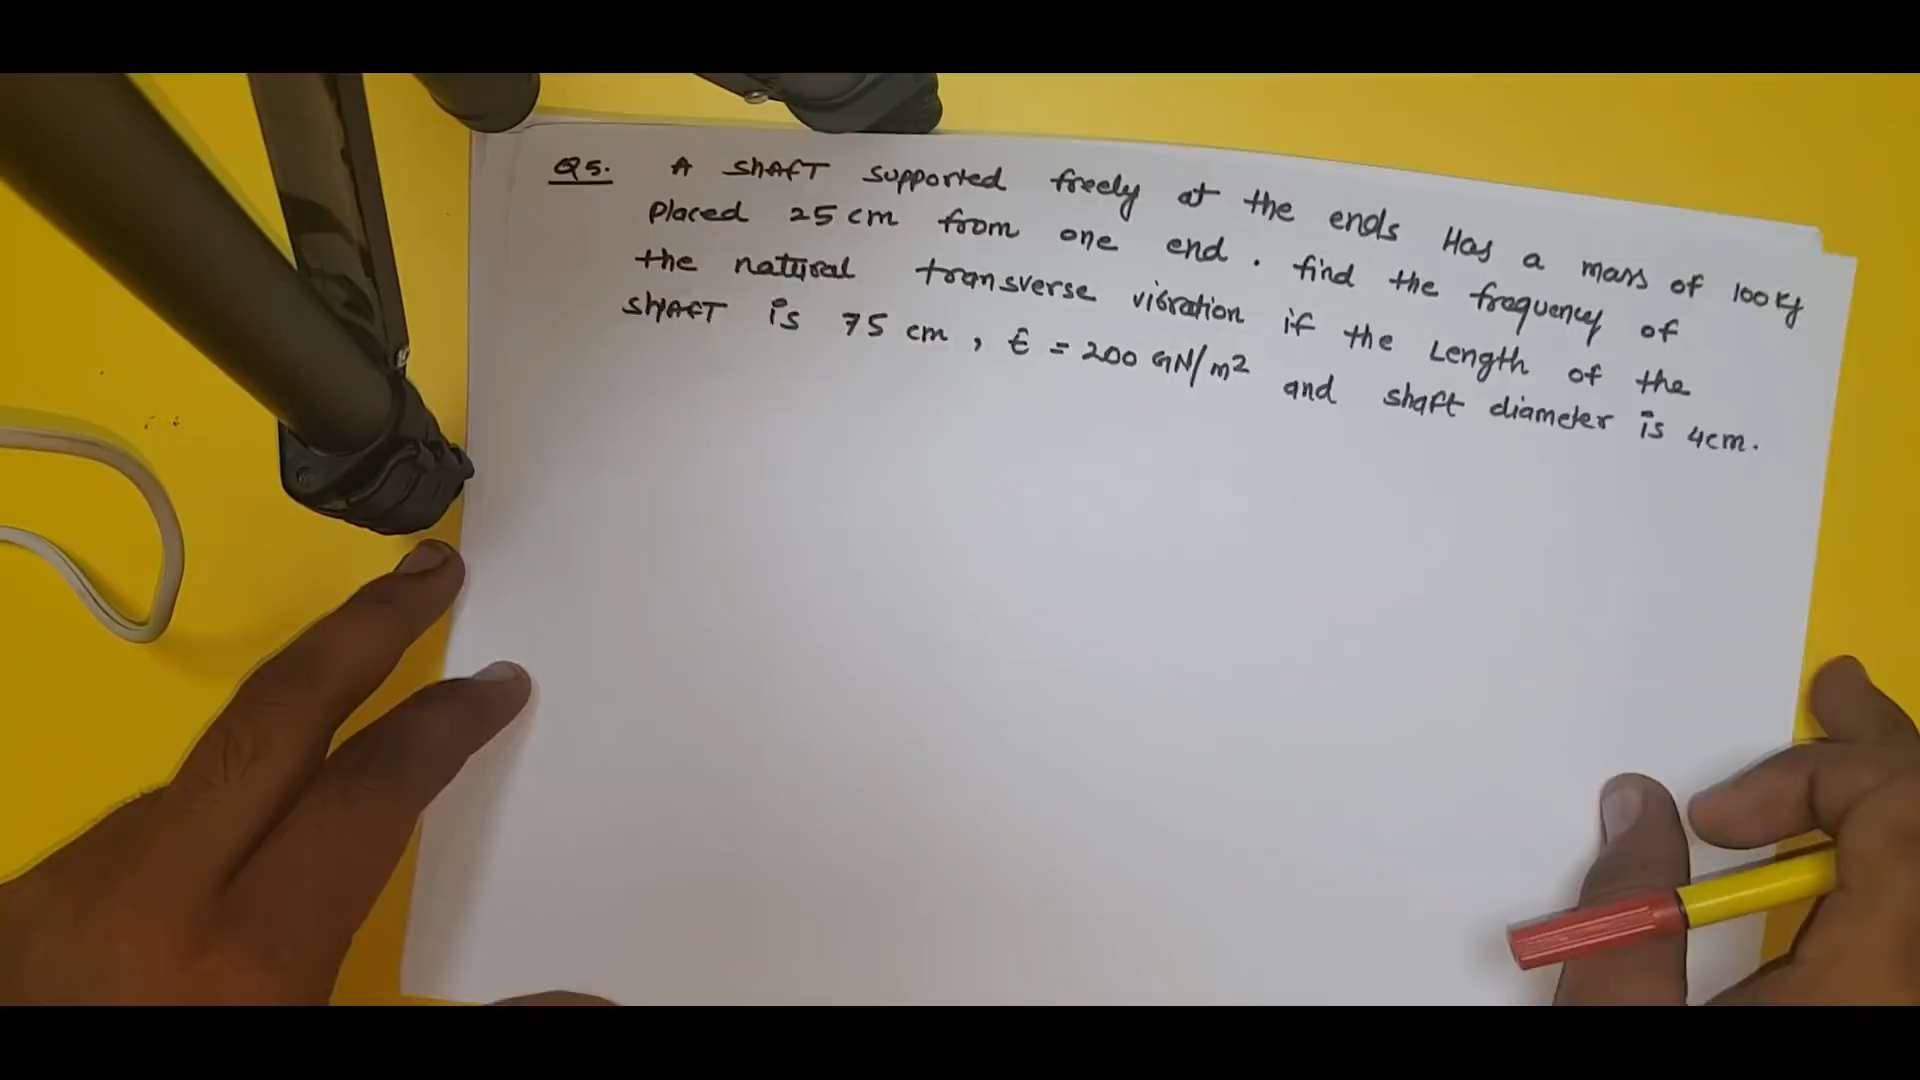 Q5. A SHAFT supported freely at the ends Has a mass of 100 Kg
Placed 25 cm from one end. find the frequency of
the natural transverse vibration if the Length of the
SHAFT is 75 cm, E = 200 GN/m2 and shaft diameter is 4cm.